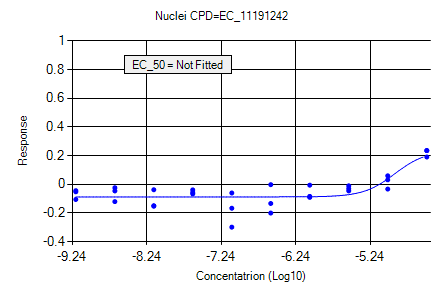 Nuclei CPD=EC_11191242
1
EC_50 = Not Fitted
0.8
0.6
0.4
0.2
0
-0.2
-0.4
Response
-9.24 -8.24 -7.24 -6.24 -5.24
Concentatrion (Log10)